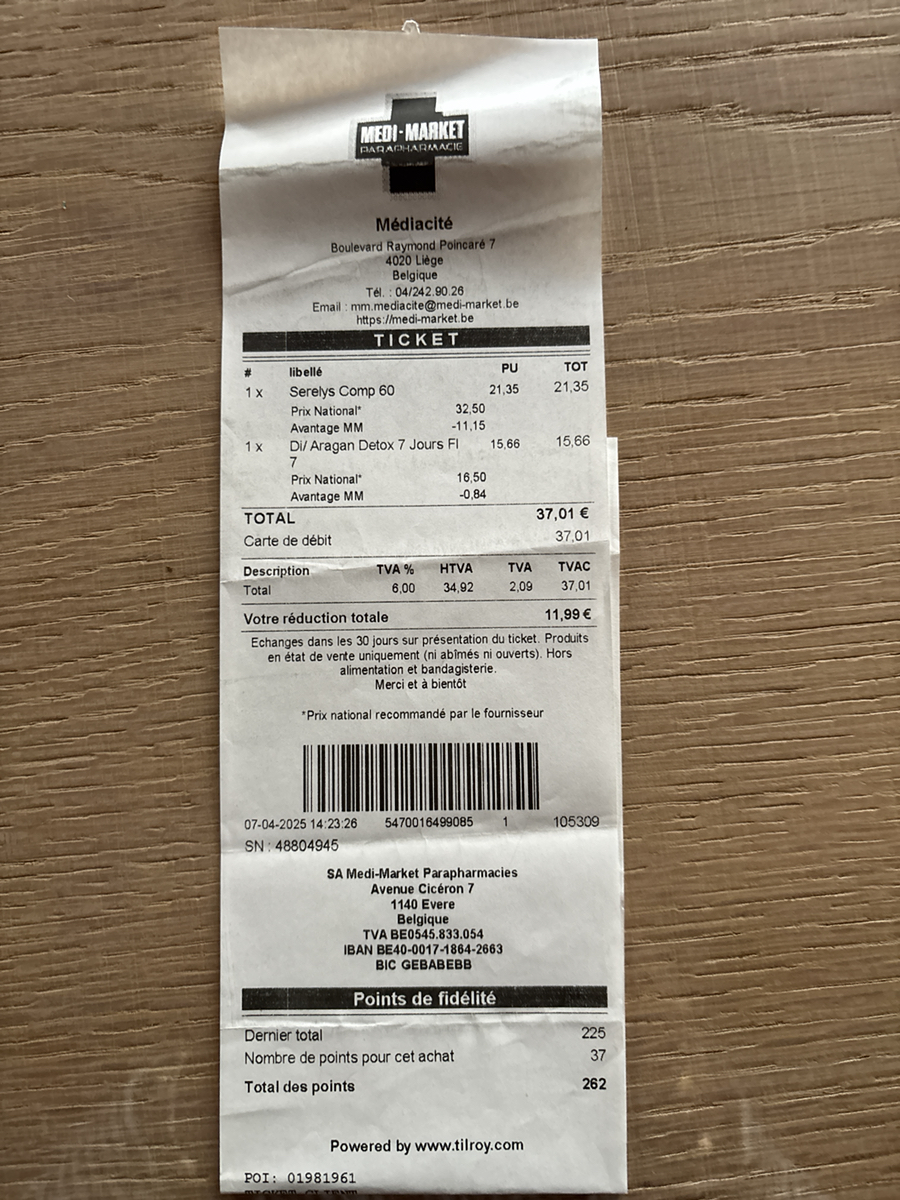 MEDI-MARKET
PARAPHARMACIE
Médiacité
Boulevard Raymond Poincaré 7
4020 Liège
Belgique
Tél. : 04/242.90.26
Email : mm.mediacite@medi-market.be
https://medi-market.be
TICKET
# libellé PU TOT
1 x Serelys Comp 60 21,35 21,35
Prix National* 32,50
Avantage MM -11,15
1 x Di/ Aragan Detox 7 Jours Fl 15,66 15,66
7
Prix National* 16,50
Avantage MM -0,84
TOTAL 37,01 €
Carte de débit 37,01
Description TVA % HTVA TVA TVAC
Total 6,00 34,92 2,09 37,01
Votre réduction totale 11,99 €
Echanges dans les 30 jours sur présentation du ticket. Produits
en état de vente uniquement (ni abîmés ni ouverts). Hors
alimentation et bandagisterie.
Merci et à bientôt
*Prix national recommandé par le fournisseur
07-04-2025 14:23:26 5470016499085 1 105309
SN : 48804945
SA Medi-Market Parapharmacies
Avenue Cicéron 7
1140 Evere
Belgique
TVA BE0545.833.054
IBAN BE40-0017-1864-2663
BIC GEBABEBB
Points de fidélité
Dernier total 225
Nombre de points pour cet achat 37
Total des points 262
Powered by www.tilroy.com
POI: 01981961
TICKET CLIENT